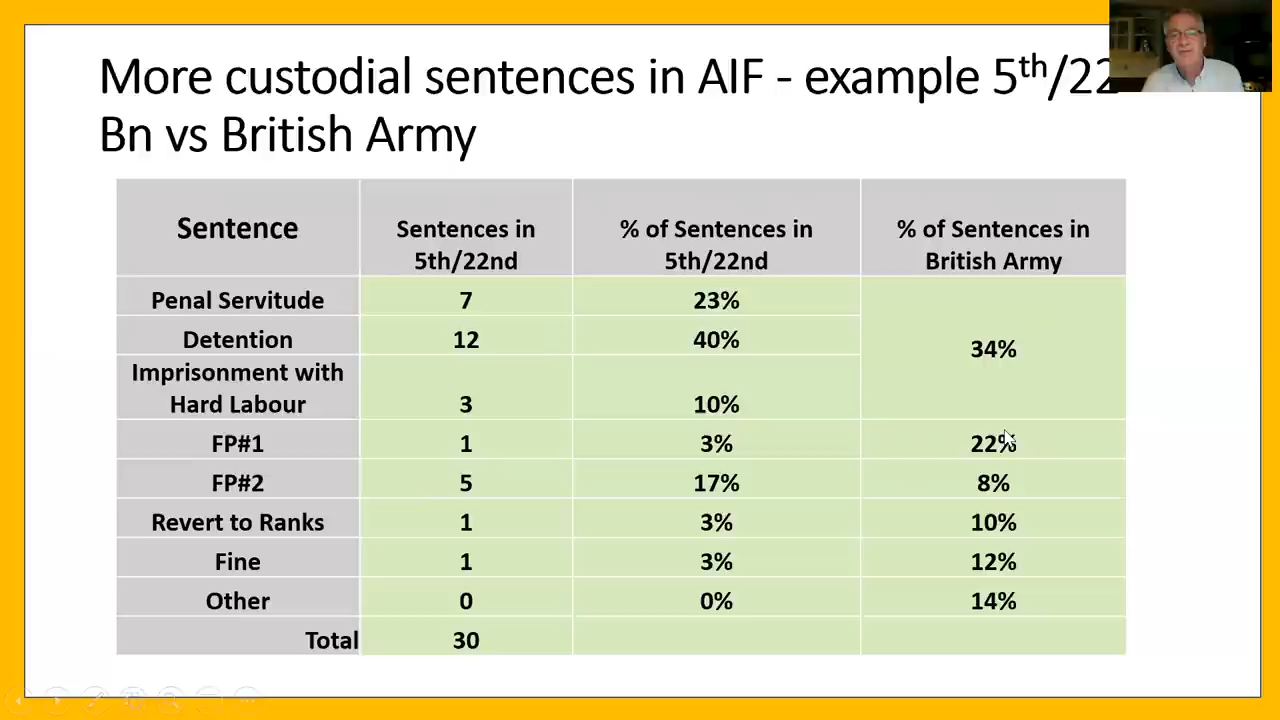 More custodial sentences in AIF - example 5th/22
Bn vs British Army
Sentence
Sentences in
5th/22nd
% of Sentences in
5th/22nd
% of Sentences in
British Army
Penal Servitude 7 23%
Detention 12 40%
34%
Imprisonment with
Hard Labour 3 10%
FP#1 1 3% 22%
FP#2 5 17% 8%
Revert to Ranks 1 3% 10%
Fine 1 3% 12%
Other 0 0% 14%
Total 30